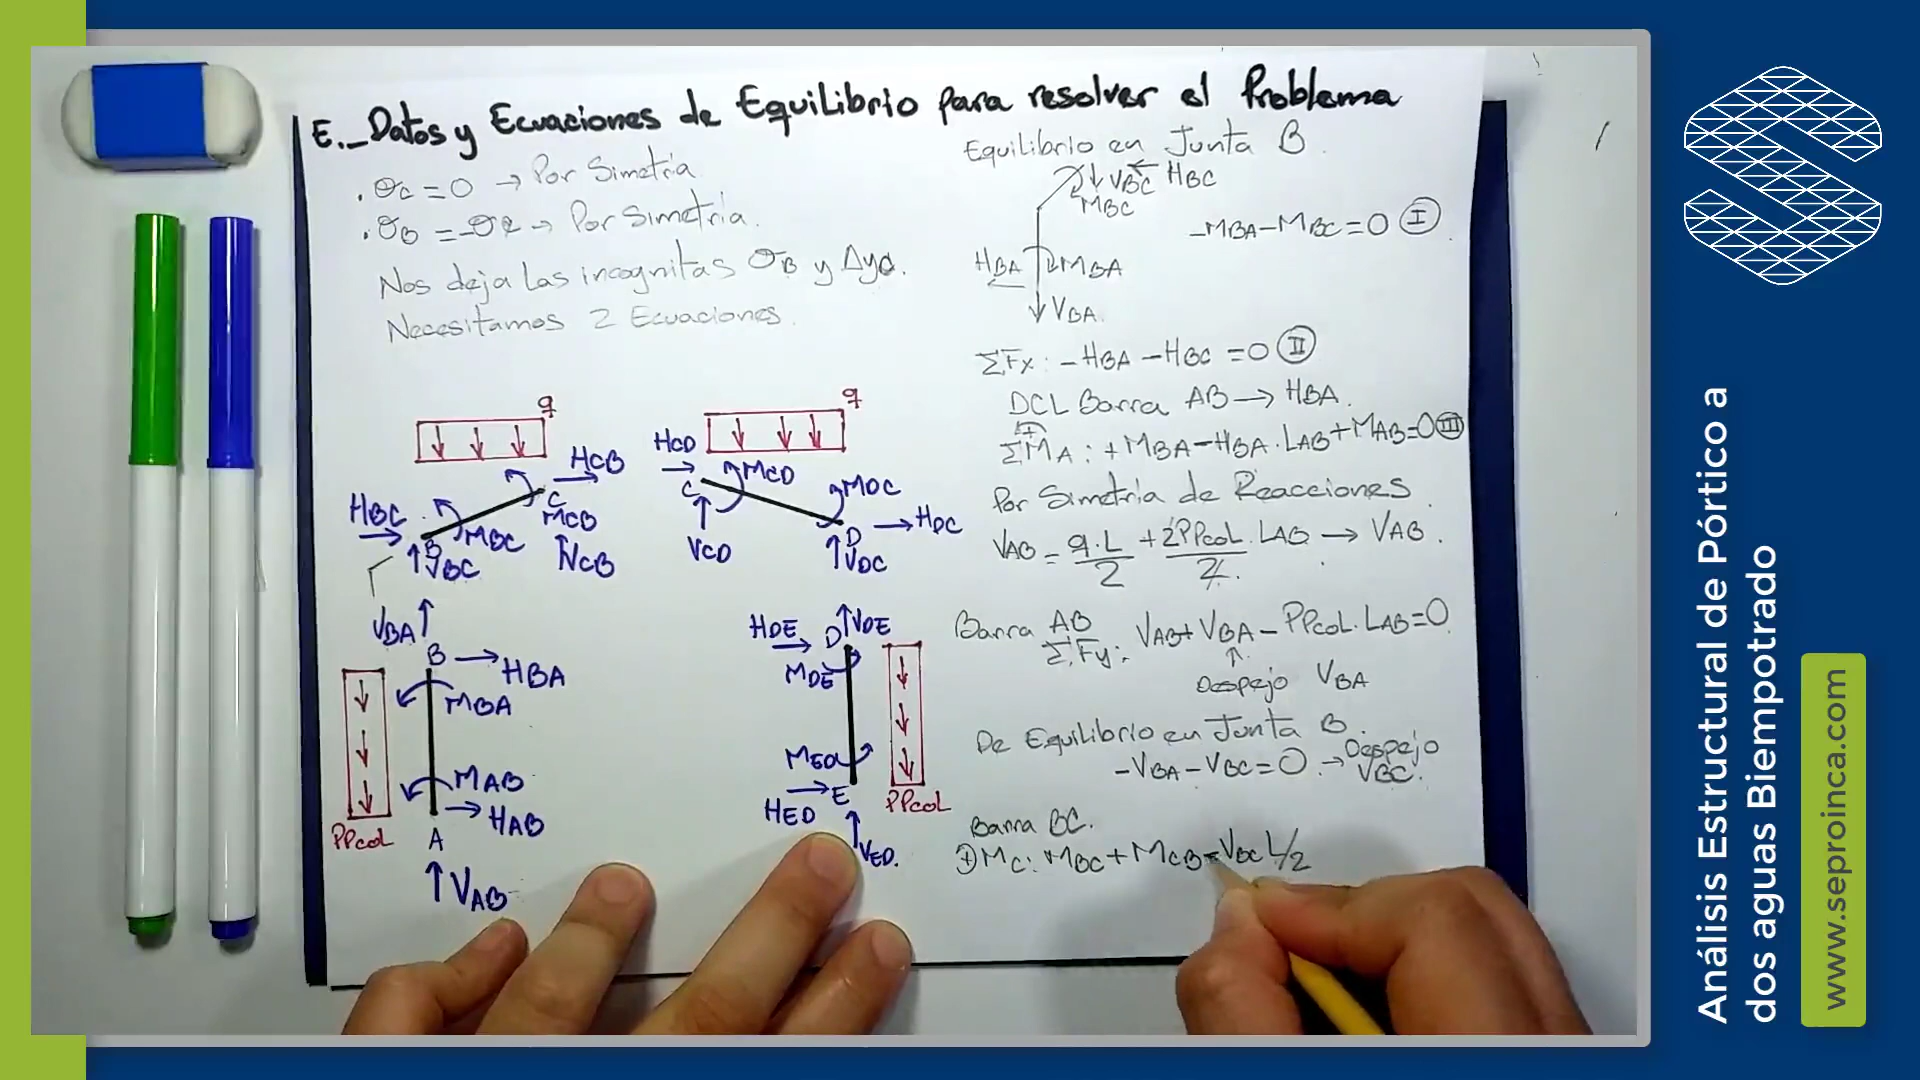 E._ Datos y Ecuaciones de Equilibrio para resolver el Problema
. θc = 0 → Por Simetría
. θB = -θ → Por Simetría.
Nos deja las incognitas θB y Δyc.
Necesitamos 2 Ecuaciones.
q
HCB
C
MCB
VCB
HBC
B
MBC
VBC
q
HCD
C
MCD
VCD
MDC
D
HDC
VDC
VBA
B
HBA
MBA
MAB
HAB
A
PPcol
VAB
HDE
D
VDE
MDE
HED
E
PPcol
VED.
Equilibrio en Junta B.
VBC
HBC
MBC
-MBA-MBC=0 I
HBA
MBA
VBA.
ΣFx: -HBA -HBC =0 II
DCL Barra AB → HBA.
ΣMA: +MBA-HBA.LAB+MAB=0 III
Por Simetría de Reacciones
VAB = q.L/2 + 2PPcol.LAB/2. → VAB.
Barra AB
ΣFy: VAB+VBA-PPcol.LAB=0
Despejo VBA
De Equilibrio en Junta B.
-VBA-VBC=0. → Despejo VBC.
Barra BC.
+) MC: MBC+MCB-VBC L/2
Análisis Estructural de Pórtico a
dos aguas Biempotrado
www.seproinca.com